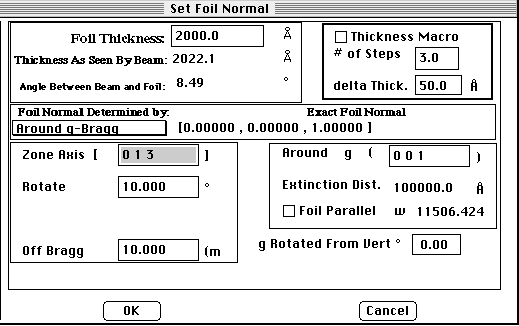 Set Foil Normal
Foil Thickness: 2000.0 Å
Thickness As Seen By Beam: 2022.1 Å
Angle Between Beam and Foil: 8.49 °
Thickness Macro
# of Steps 3.0
delta Thick. 50.0 Å
Foil Normal Determined by: Exact Foil Normal
Around g-Bragg [0.00000 , 0.00000 , 1.00000 ]
Zone Axis [ 0 1 3 ]
Rotate 10.000 °
Off Bragg 10.000 (m
Around g ( 0 0 1 )
Extinction Dist. 100000.0 Å
Foil Parallel w 11506.424
g Rotated From Vert ° 0.00
OK Cancel